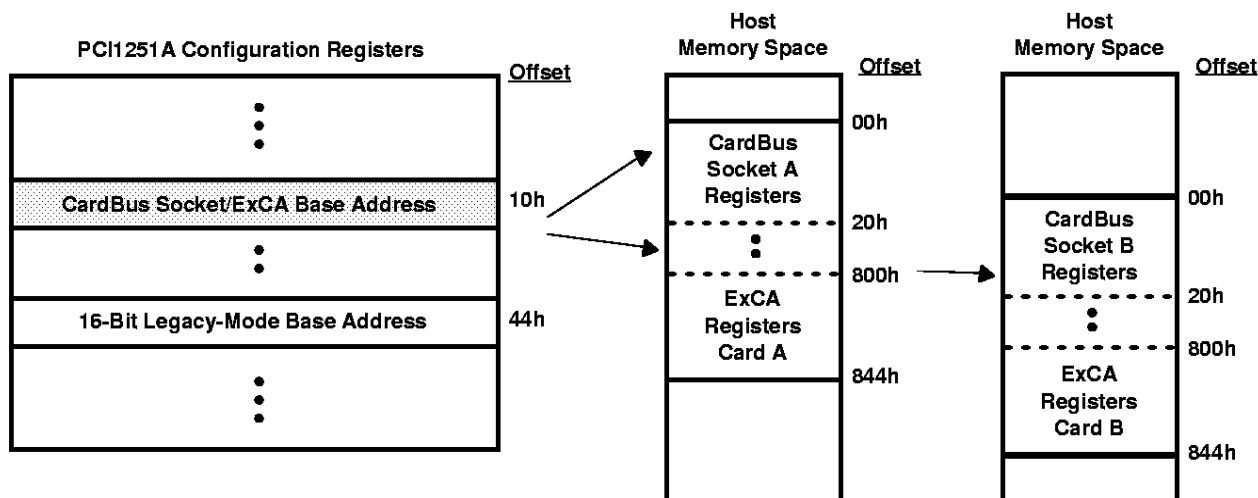 PCI1251A Configuration Registers
Offset
CardBus Socket/ExCA Base Address
10h
16-Bit Legacy-Mode Base Address
44h
Host
Memory Space
Offset
00h
CardBus
Socket A
Registers
20h
800h
ExCA
Registers
Card A
844h
Host
Memory Space
Offset
00h
CardBus
Socket B
Registers
20h
800h
ExCA
Registers
Card B
844h